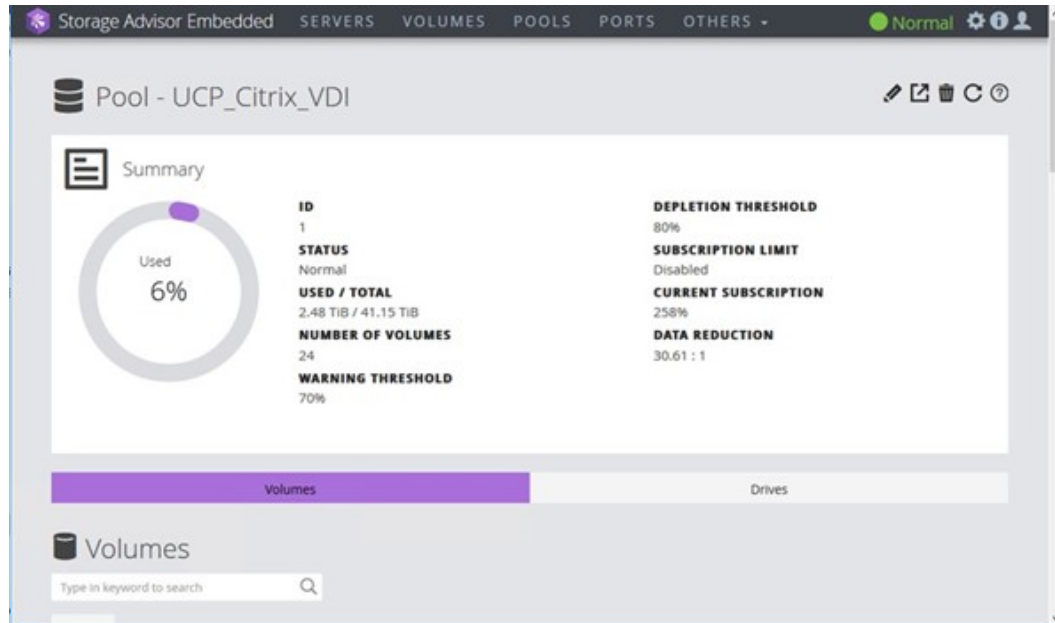 Storage Advisor Embedded SERVERS VOLUMES POOLS PORTS OTHERS Normal
Pool - UCP_Citrix_VDI
Summary
Used
6%
ID
1
STATUS
Normal
USED / TOTAL
2.48 TiB / 41.15 TiB
NUMBER OF VOLUMES
24
WARNING THRESHOLD
70%
DEPLETION THRESHOLD
80%
SUBSCRIPTION LIMIT
Disabled
CURRENT SUBSCRIPTION
258%
DATA REDUCTION
30.61 : 1
Volumes
Drives
Volumes
Type in keyword to search